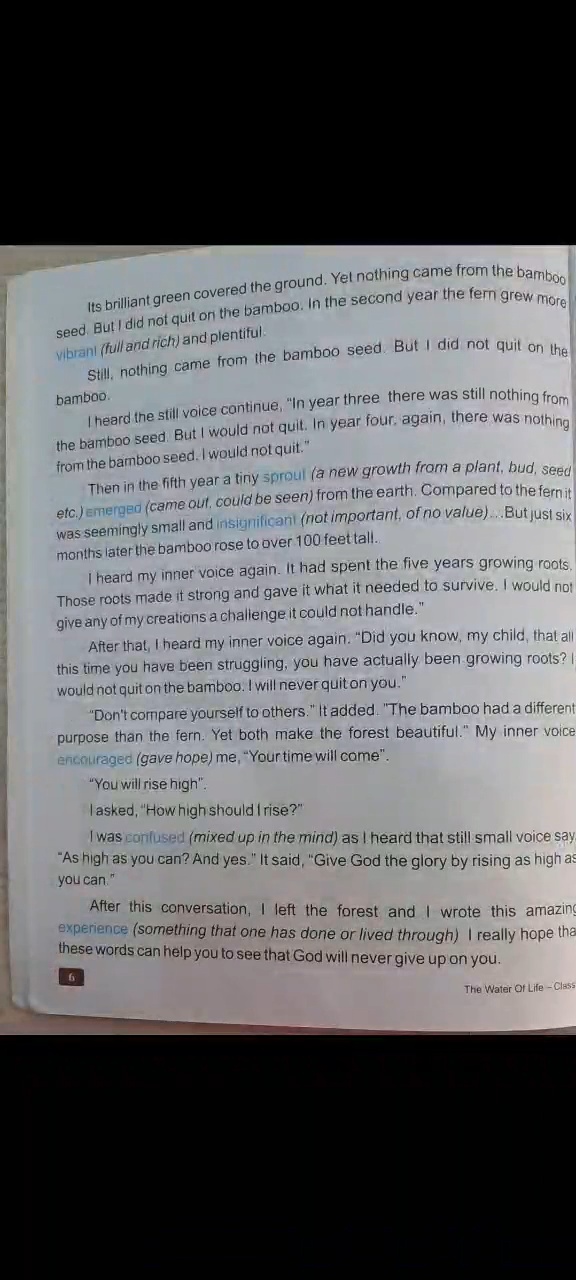 Its brilliant green covered the ground. Yet nothing came from the bamboo
seed. But I did not quit on the bamboo. In the second year the fern grew more
vibrant (full and rich) and plentiful.
Still, nothing came from the bamboo seed. But I did not quit on the
bamboo.
I heard the still voice continue, “In year three there was still nothing from
the bamboo seed. But I would not quit. In year four, again, there was nothing
from the bamboo seed. I would not quit.”
Then in the fifth year a tiny sprout (a new growth from a plant, bud, seed
etc.) emerged (came out, could be seen) from the earth. Compared to the fern it
was seemingly small and insignificant (not important, of no value)...But just six
months later the bamboo rose to over 100 feet tall.
I heard my inner voice again. It had spent the five years growing roots.
Those roots made it strong and gave it what it needed to survive. I would not
give any of my creations a challenge it could not handle.”
After that, I heard my inner voice again. “Did you know, my child, that all
this time you have been struggling, you have actually been growing roots? I
would not quit on the bamboo. I will never quit on you.”
“Don't compare yourself to others.” It added. “The bamboo had a different
purpose than the fern. Yet both make the forest beautiful.” My inner voice
encouraged (gave hope) me, “Your time will come”.
“You will rise high”.
I asked, “How high should I rise?”
I was confused (mixed up in the mind) as I heard that still small voice say,
“As high as you can? And yes.” It said, “Give God the glory by rising as high as
you can.”
After this conversation, I left the forest and I wrote this amazing
experience (something that one has done or lived through) I really hope tha
these words can help you to see that God will never give up on you.
6
The Water Of Life – Class